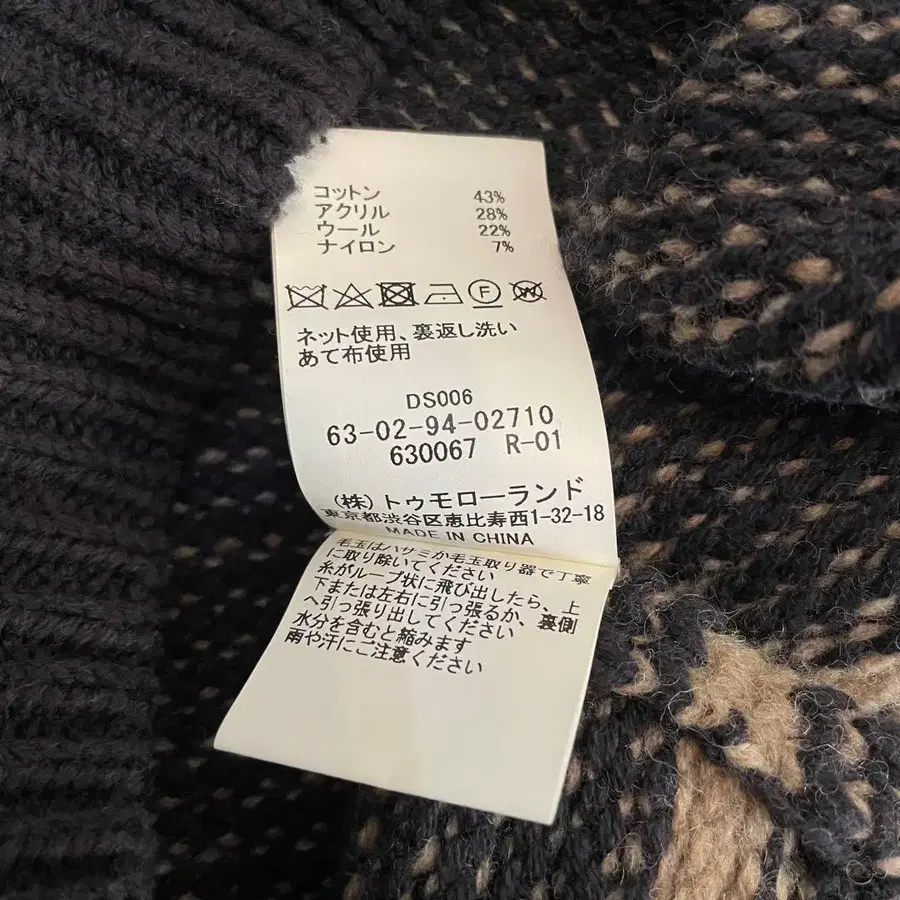 コットン 43%
アクリル 28%
ウール 22%
ナイロン 7%
F W
ネット使用、裏返し洗い
あて布使用
DS006
63-02-94-02710
630067 R-01
(株)トゥモローランド
東京都渋谷区恵比寿西1-32-18
MADE IN CHINA
毛玉はハサミか毛玉取り器で丁寧
に取り除いてください
糸がループ状に飛び出したら、上
下または左右に引っ張るか、裏側
へ引っ張り出してください
水分を含むと縮みます
雨や汗にご注意ください